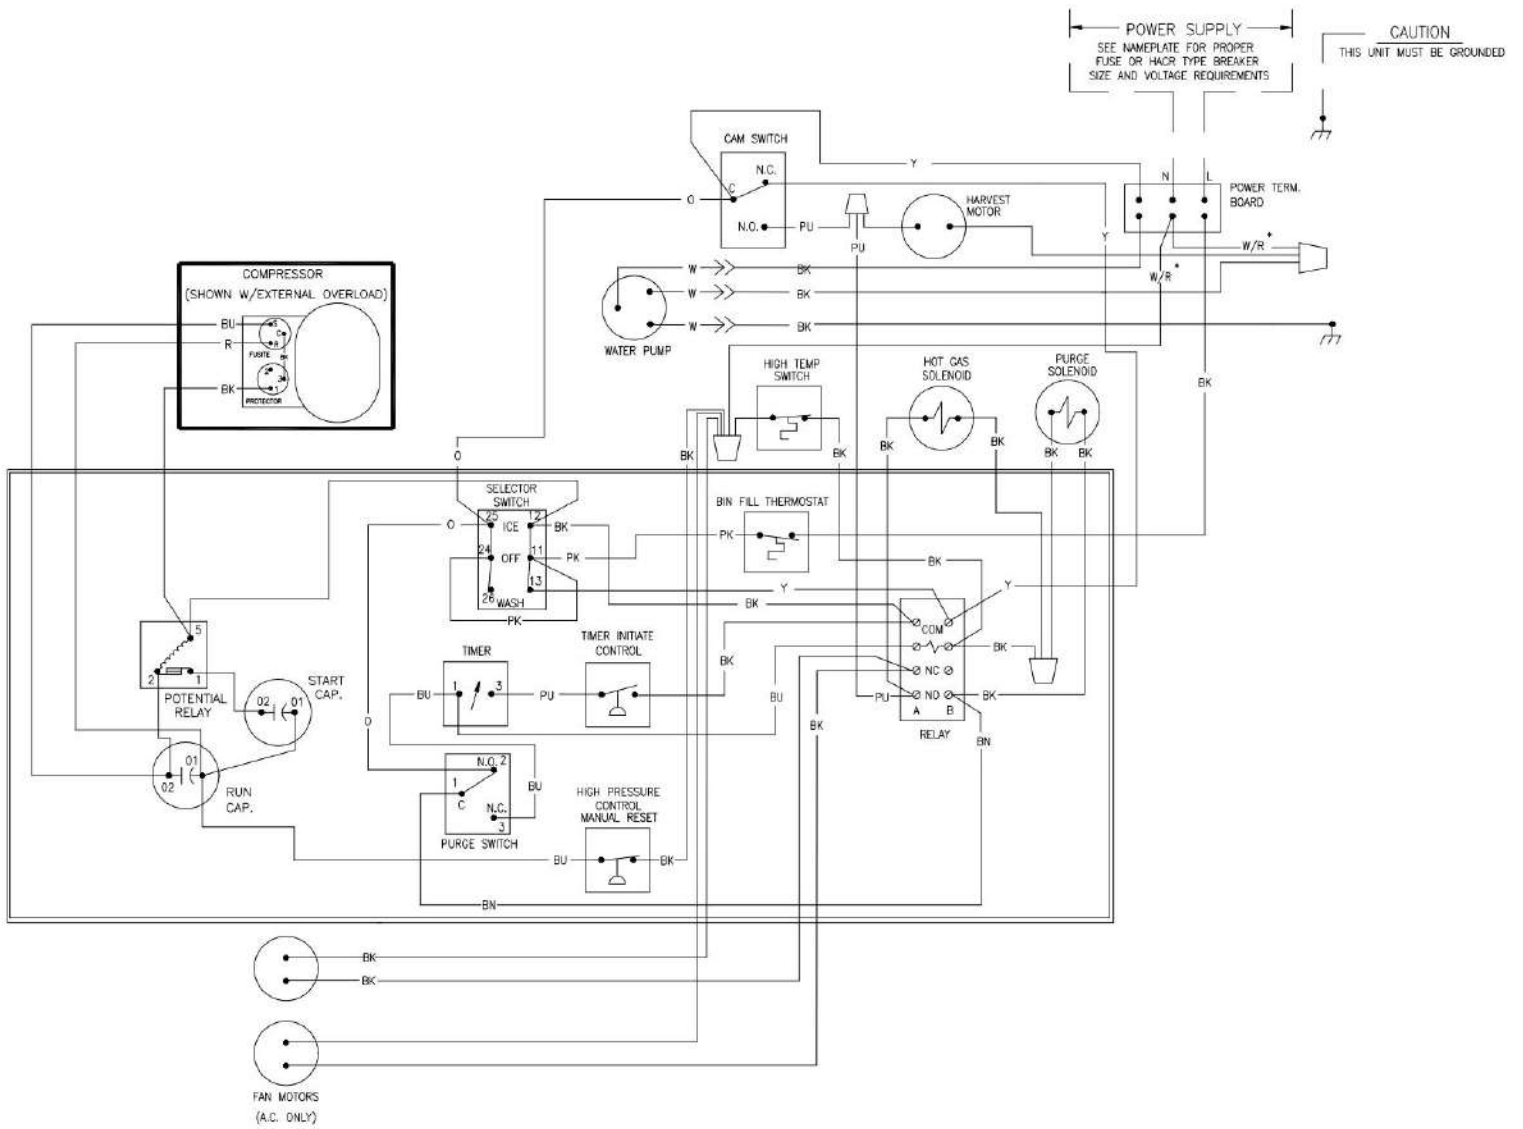 POWER SUPPLY
SEE NAMEPLATE FOR PROPER
FUSE OR HACR TYPE BREAKER
SIZE AND VOLTAGE REQUIREMENTS
CAUTION
THIS UNIT MUST BE GROUNDED
CAM SWITCH
N.C.
C
N.O.
O
Y
PU
PU
HARVEST
MOTOR
N
L
POWER TERM.
BOARD
Y
W/R *
W/R *
W
BK
W
BK
W
BK
WATER PUMP
COMPRESSOR
(SHOWN W/EXTERNAL OVERLOAD)
BU
S
C
R
R
FUSITE
BK
2
3
1
BK
PROTECTOR
HIGH TEMP
SWITCH
HOT GAS
SOLENOID
PURGE
SOLENOID
BK
BK
BK
BK
BK
BK
BK
O
SELECTOR
SWITCH
25
12
O
ICE
BK
24
11
OFF
PK
26
13
WASH
PK
BIN FILL THERMOSTAT
PK
BK
Y
Y
BK
COM
BK
NC
PU
NO
BK
A
B
RELAY
BN
TIMER
BU
1
3
PU
TIMER INITIATE
CONTROL
BK
BU
BK
5
2
1
POTENTIAL
RELAY
START
CAP.
02
01
01
02
RUN
CAP.
O
N.O.
2
1
C
N.C.
3
PURGE SWITCH
BU
HIGH PRESSURE
CONTROL
MANUAL RESET
BU
BK
BN
BK
BK
FAN MOTORS
(A.C. ONLY)